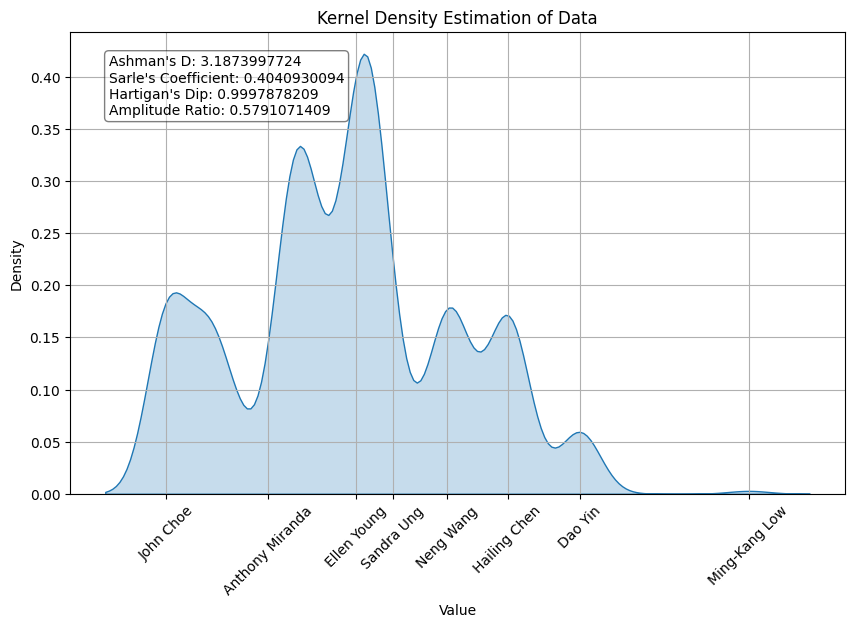 Kernel Density Estimation of Data
Ashman's D: 3.1873997724
Sarle's Coefficient: 0.4040930094
Hartigan's Dip: 0.9997878209
Amplitude Ratio: 0.5791071409
Density
0.40
0.35
0.30
0.25
0.20
0.15
0.10
0.05
0.00
John Choe
Anthony Miranda
Ellen Young
Sandra Ung
Neng Wang
Hailing Chen
Dao Yin
Ming-Kang Low
Value